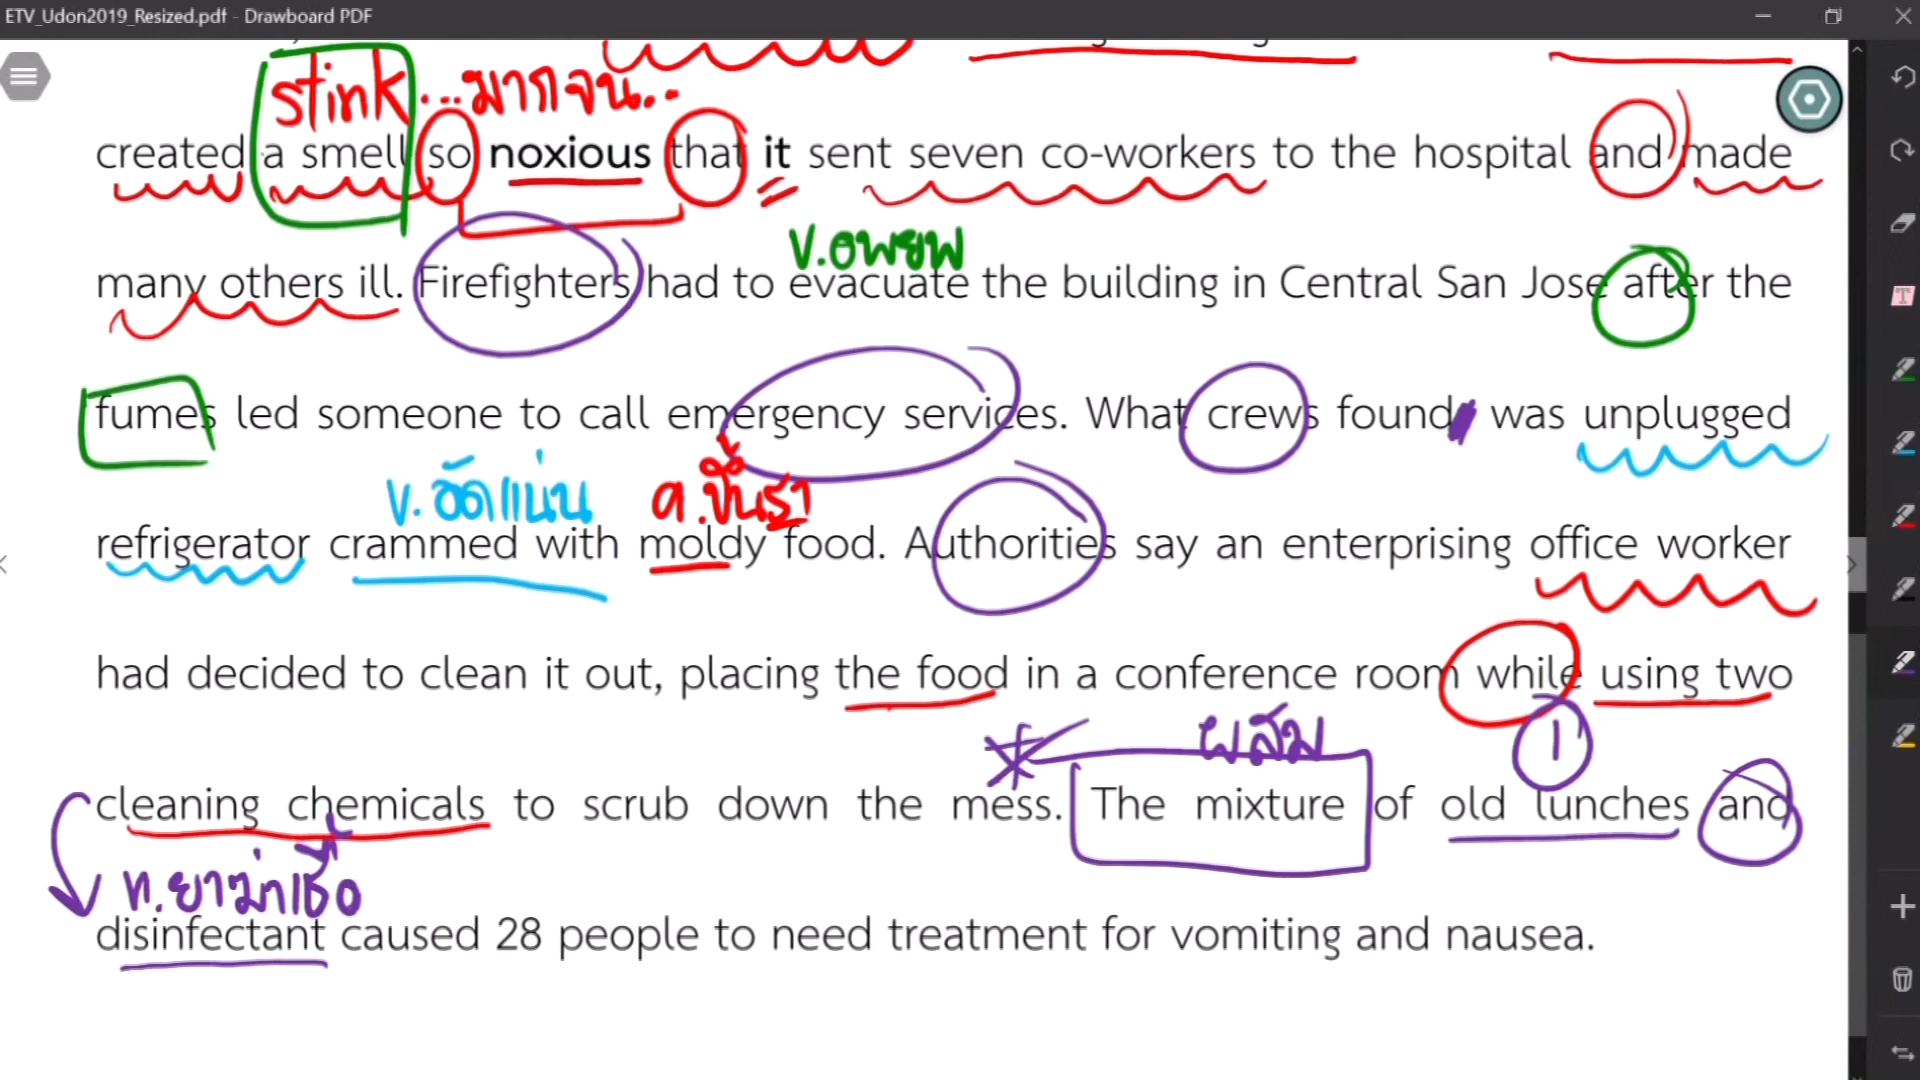 ETV_Udon2019_Resized.pdf - Drawboard PDF
stink ...มากจน..
created a smell so noxious that it sent seven co-workers to the hospital and made
v.อพยพ
many others ill. Firefighters had to evacuate the building in Central San Jose after the
fumes led someone to call emergency services. What crews found was unplugged
v.อัดแน่น a.ขึ้นรา
refrigerator crammed with moldy food. Authorities say an enterprising office worker
had decided to clean it out, placing the food in a conference room while using two
ผสม 1
cleaning chemicals to scrub down the mess. The mixture of old lunches and
n.ยาฆ่าเชื้อ
disinfectant caused 28 people to need treatment for vomiting and nausea.